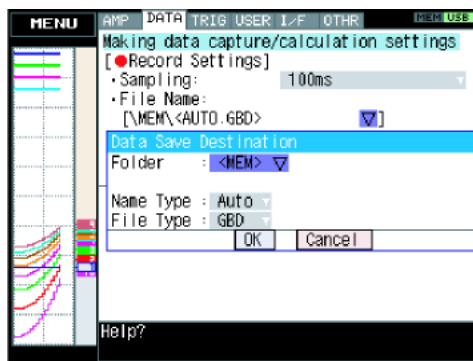 MENU AMP DATA TRIG USER I/F OTHR MEM USB
Making data capture/calculation settings
[●Record Settings]
・Sampling: 100ms
・File Name:
[\MEM\<AUTO.GBD> ]
Data Save Destination
Folder : <MEM>
Name Type : Auto
File Type : GBD
OK Cancel
Help?